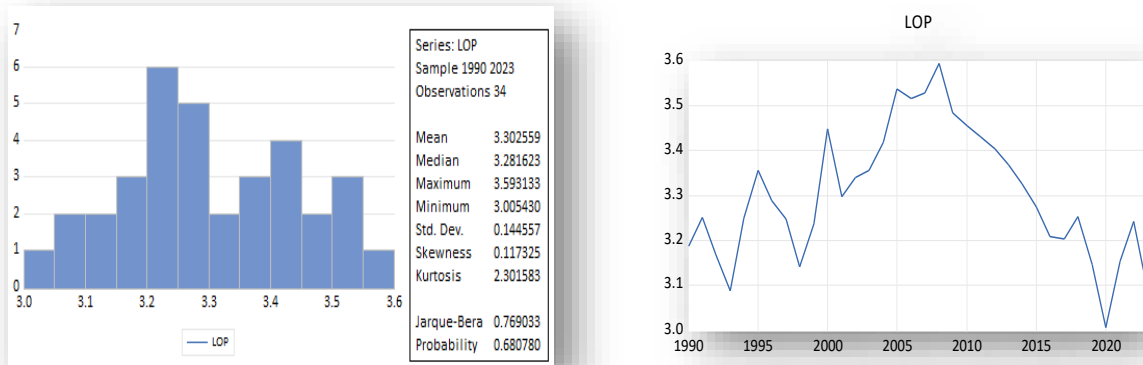 7
6
5
4
3
2
1
0
3.0 3.1 3.2 3.3 3.4 3.5 3.6
LOP
Series: LOP
Sample 1990 2023
Observations 34
Mean 3.302559
Median 3.281623
Maximum 3.593133
Minimum 3.005430
Std. Dev. 0.144557
Skewness 0.117325
Kurtosis 2.301583
Jarque-Bera 0.769033
Probability 0.680780
LOP
3.6
3.5
3.4
3.3
3.2
3.1
3.0
1990 1995 2000 2005 2010 2015 2020